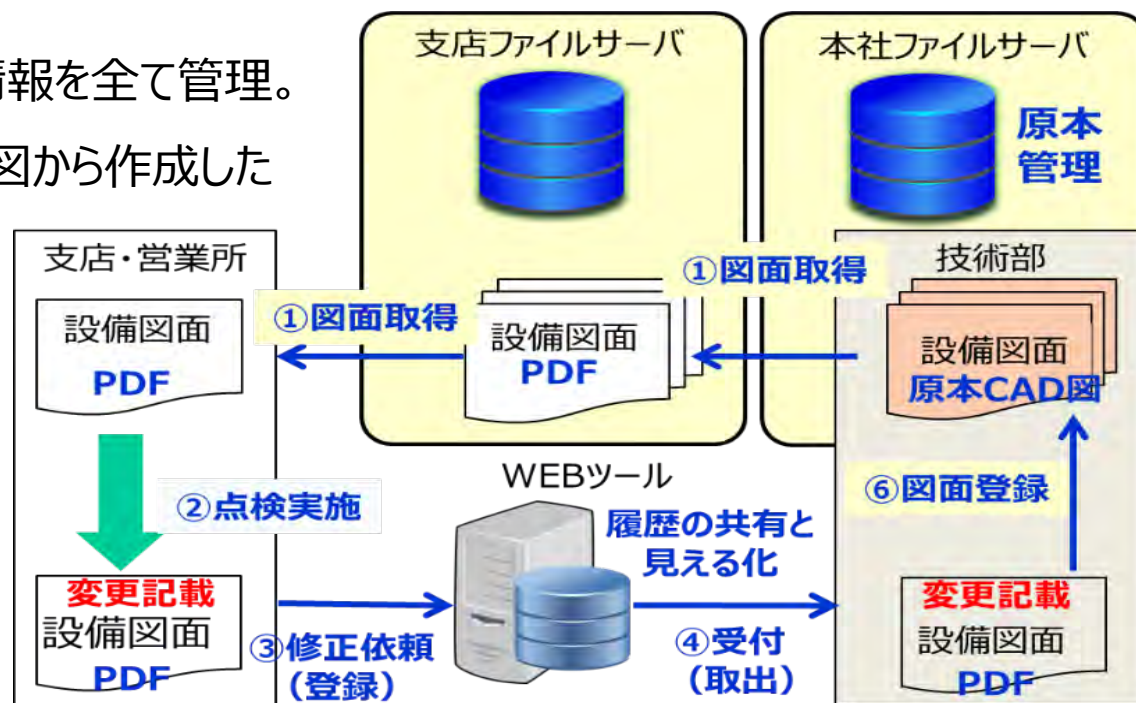 情報を全て管理。
図から作成した
支店ファイルサーバ
本社ファイルサーバ
原本
管理
支店・営業所
技術部
設備図面
PDF
①図面取得
設備図面
PDF
①図面取得
設備図面
原本CAD図
②点検実施
WEBツール
履歴の共有と
見える化
⑥図面登録
変更記載
設備図面
PDF
③修正依頼
（登録）
④受付
（取出）
変更記載
設備図面
PDF